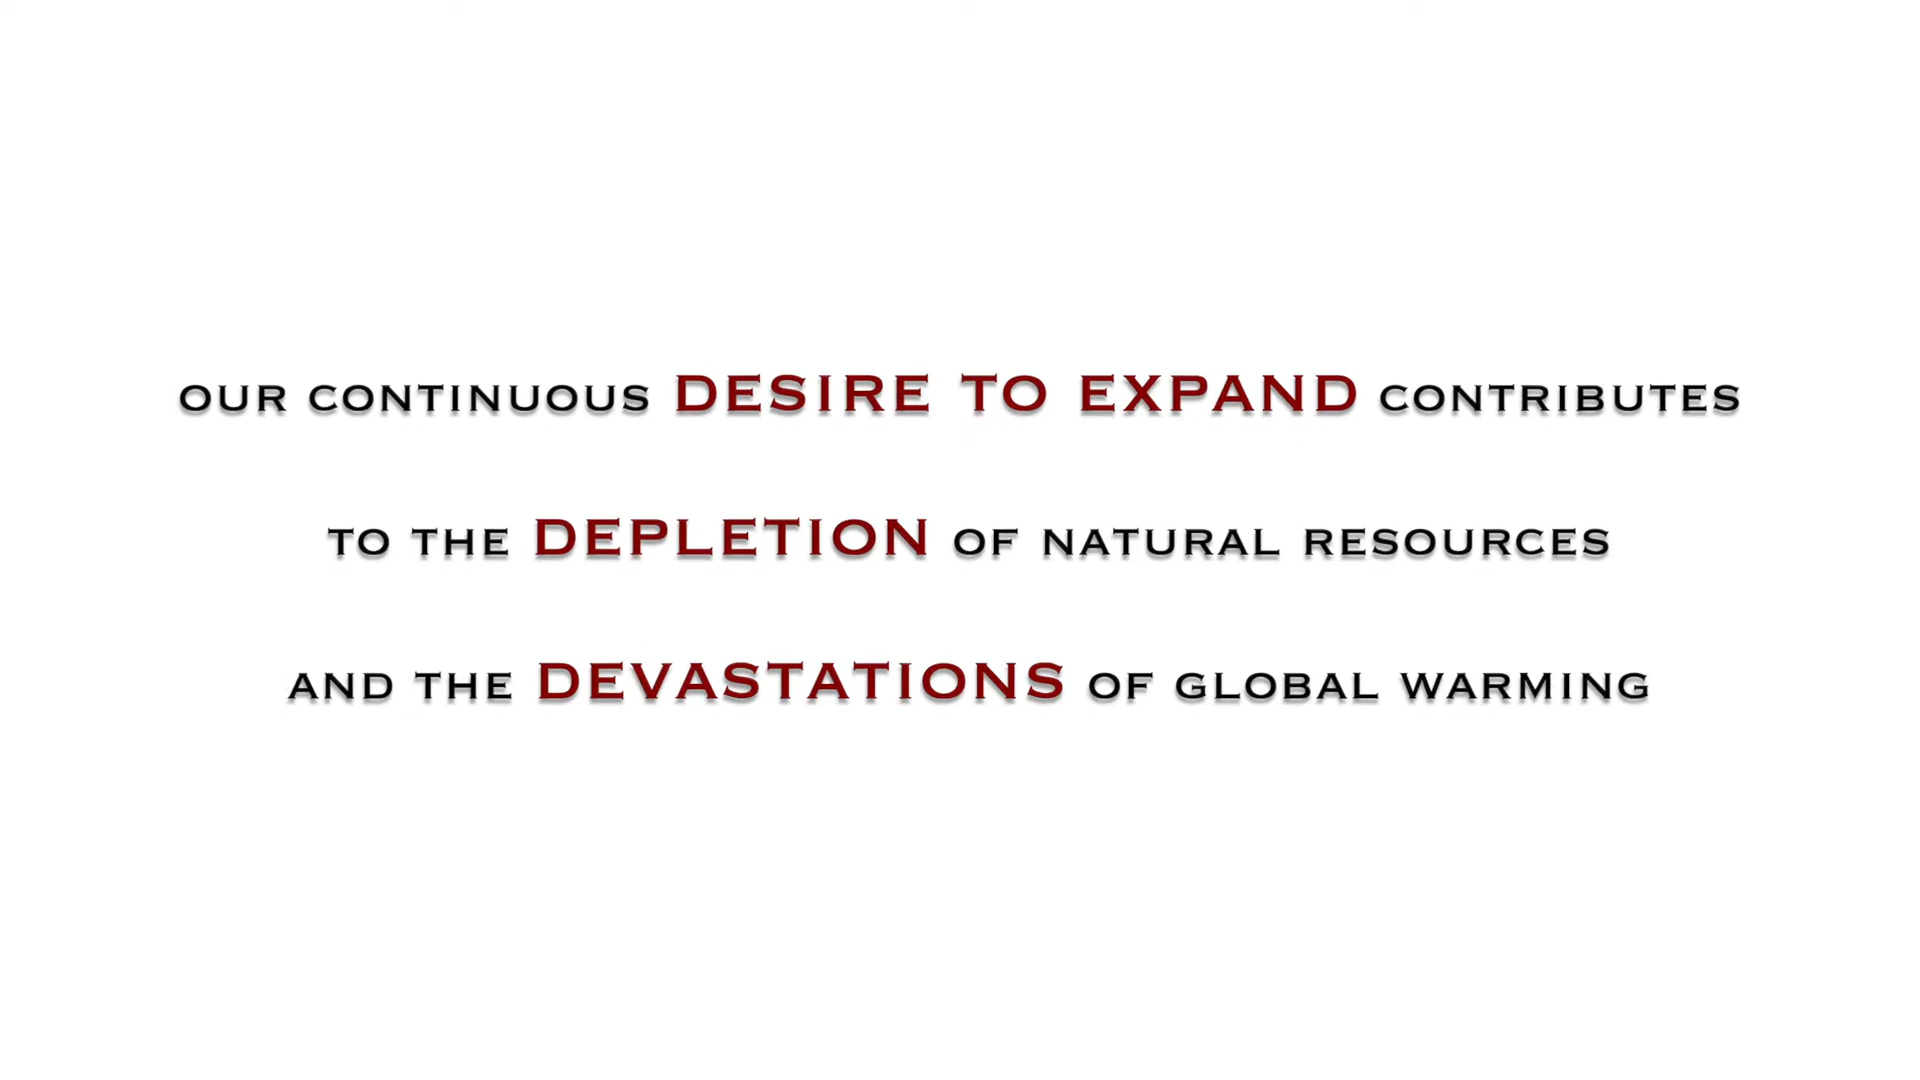 OUR CONTINUOUS DESIRE TO EXPAND CONTRIBUTES
TO THE DEPLETION OF NATURAL RESOURCES
AND THE DEVASTATIONS OF GLOBAL WARMING